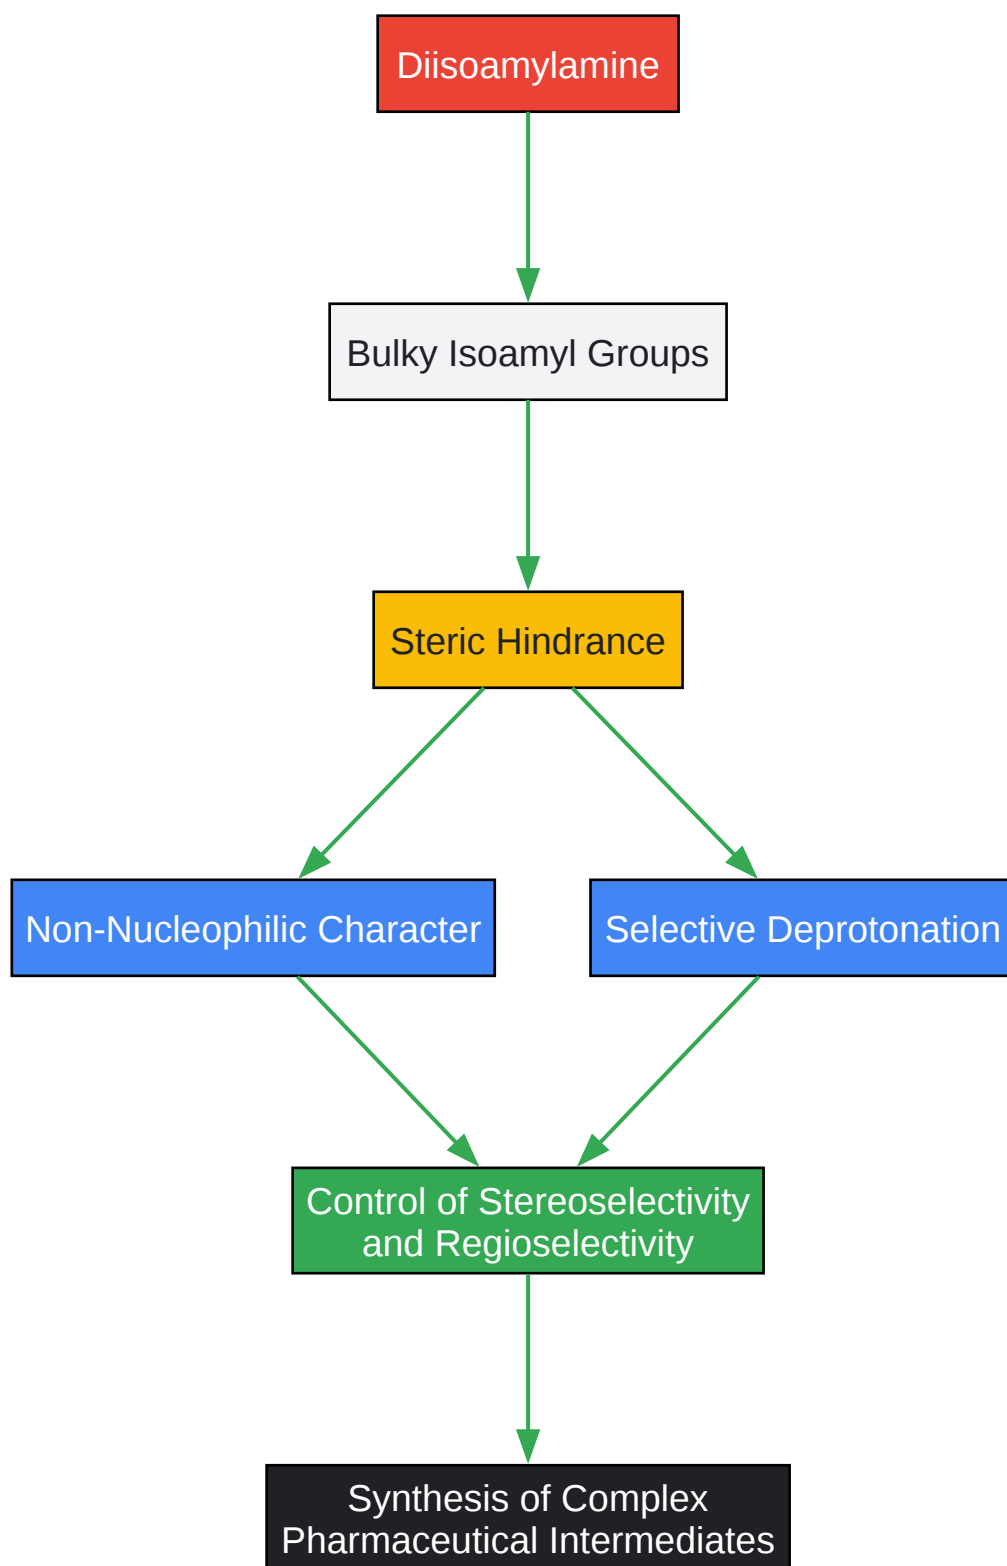 Diisoamylamine
Bulky Isoamyl Groups
Steric Hindrance
Non-Nucleophilic Character
Selective Deprotonation
Control of Stereoselectivity
and Regioselectivity
Synthesis of Complex
Pharmaceutical Intermediates